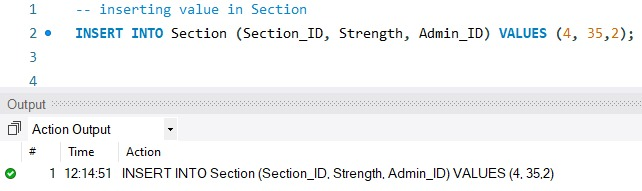 1 -- inserting value in Section
2 INSERT INTO Section (Section_ID, Strength, Admin_ID) VALUES (4, 35,2);
3
4
Output
Action Output
# Time Action
1 12:14:51 INSERT INTO Section (Section_ID, Strength, Admin_ID) VALUES (4, 35,2)